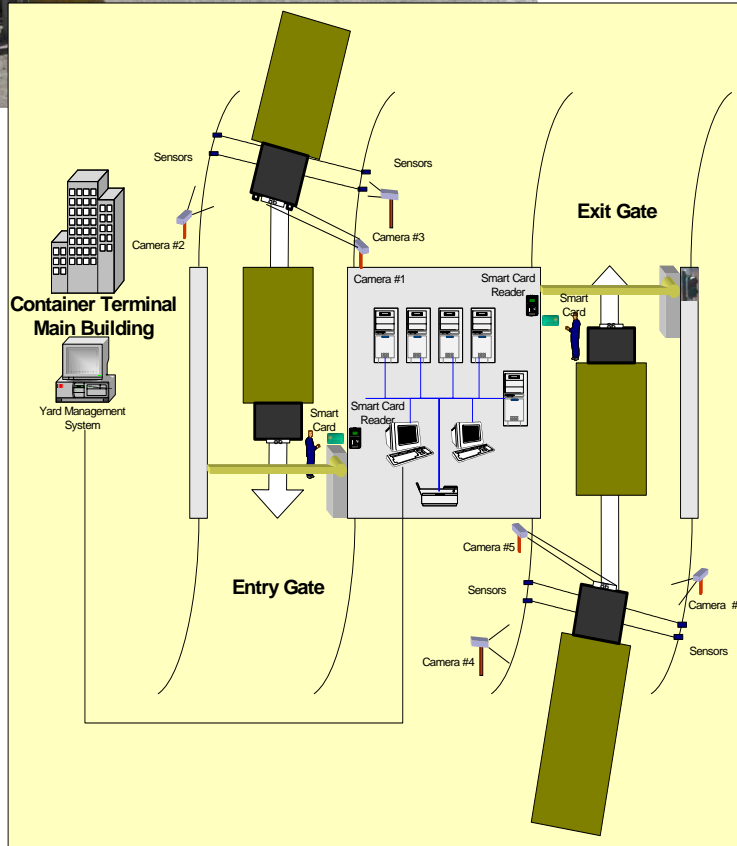 Sensors
Sensors
Camera #2
Camera #3
Exit Gate
Camera #1
Smart Card
Reader
Container Terminal
Main Building
Smart
Card
Yard Management
System
Smart Card
Reader
Smart
Card
Camera #5
Entry Gate
Sensors
Camera #
Camera #4
Sensors